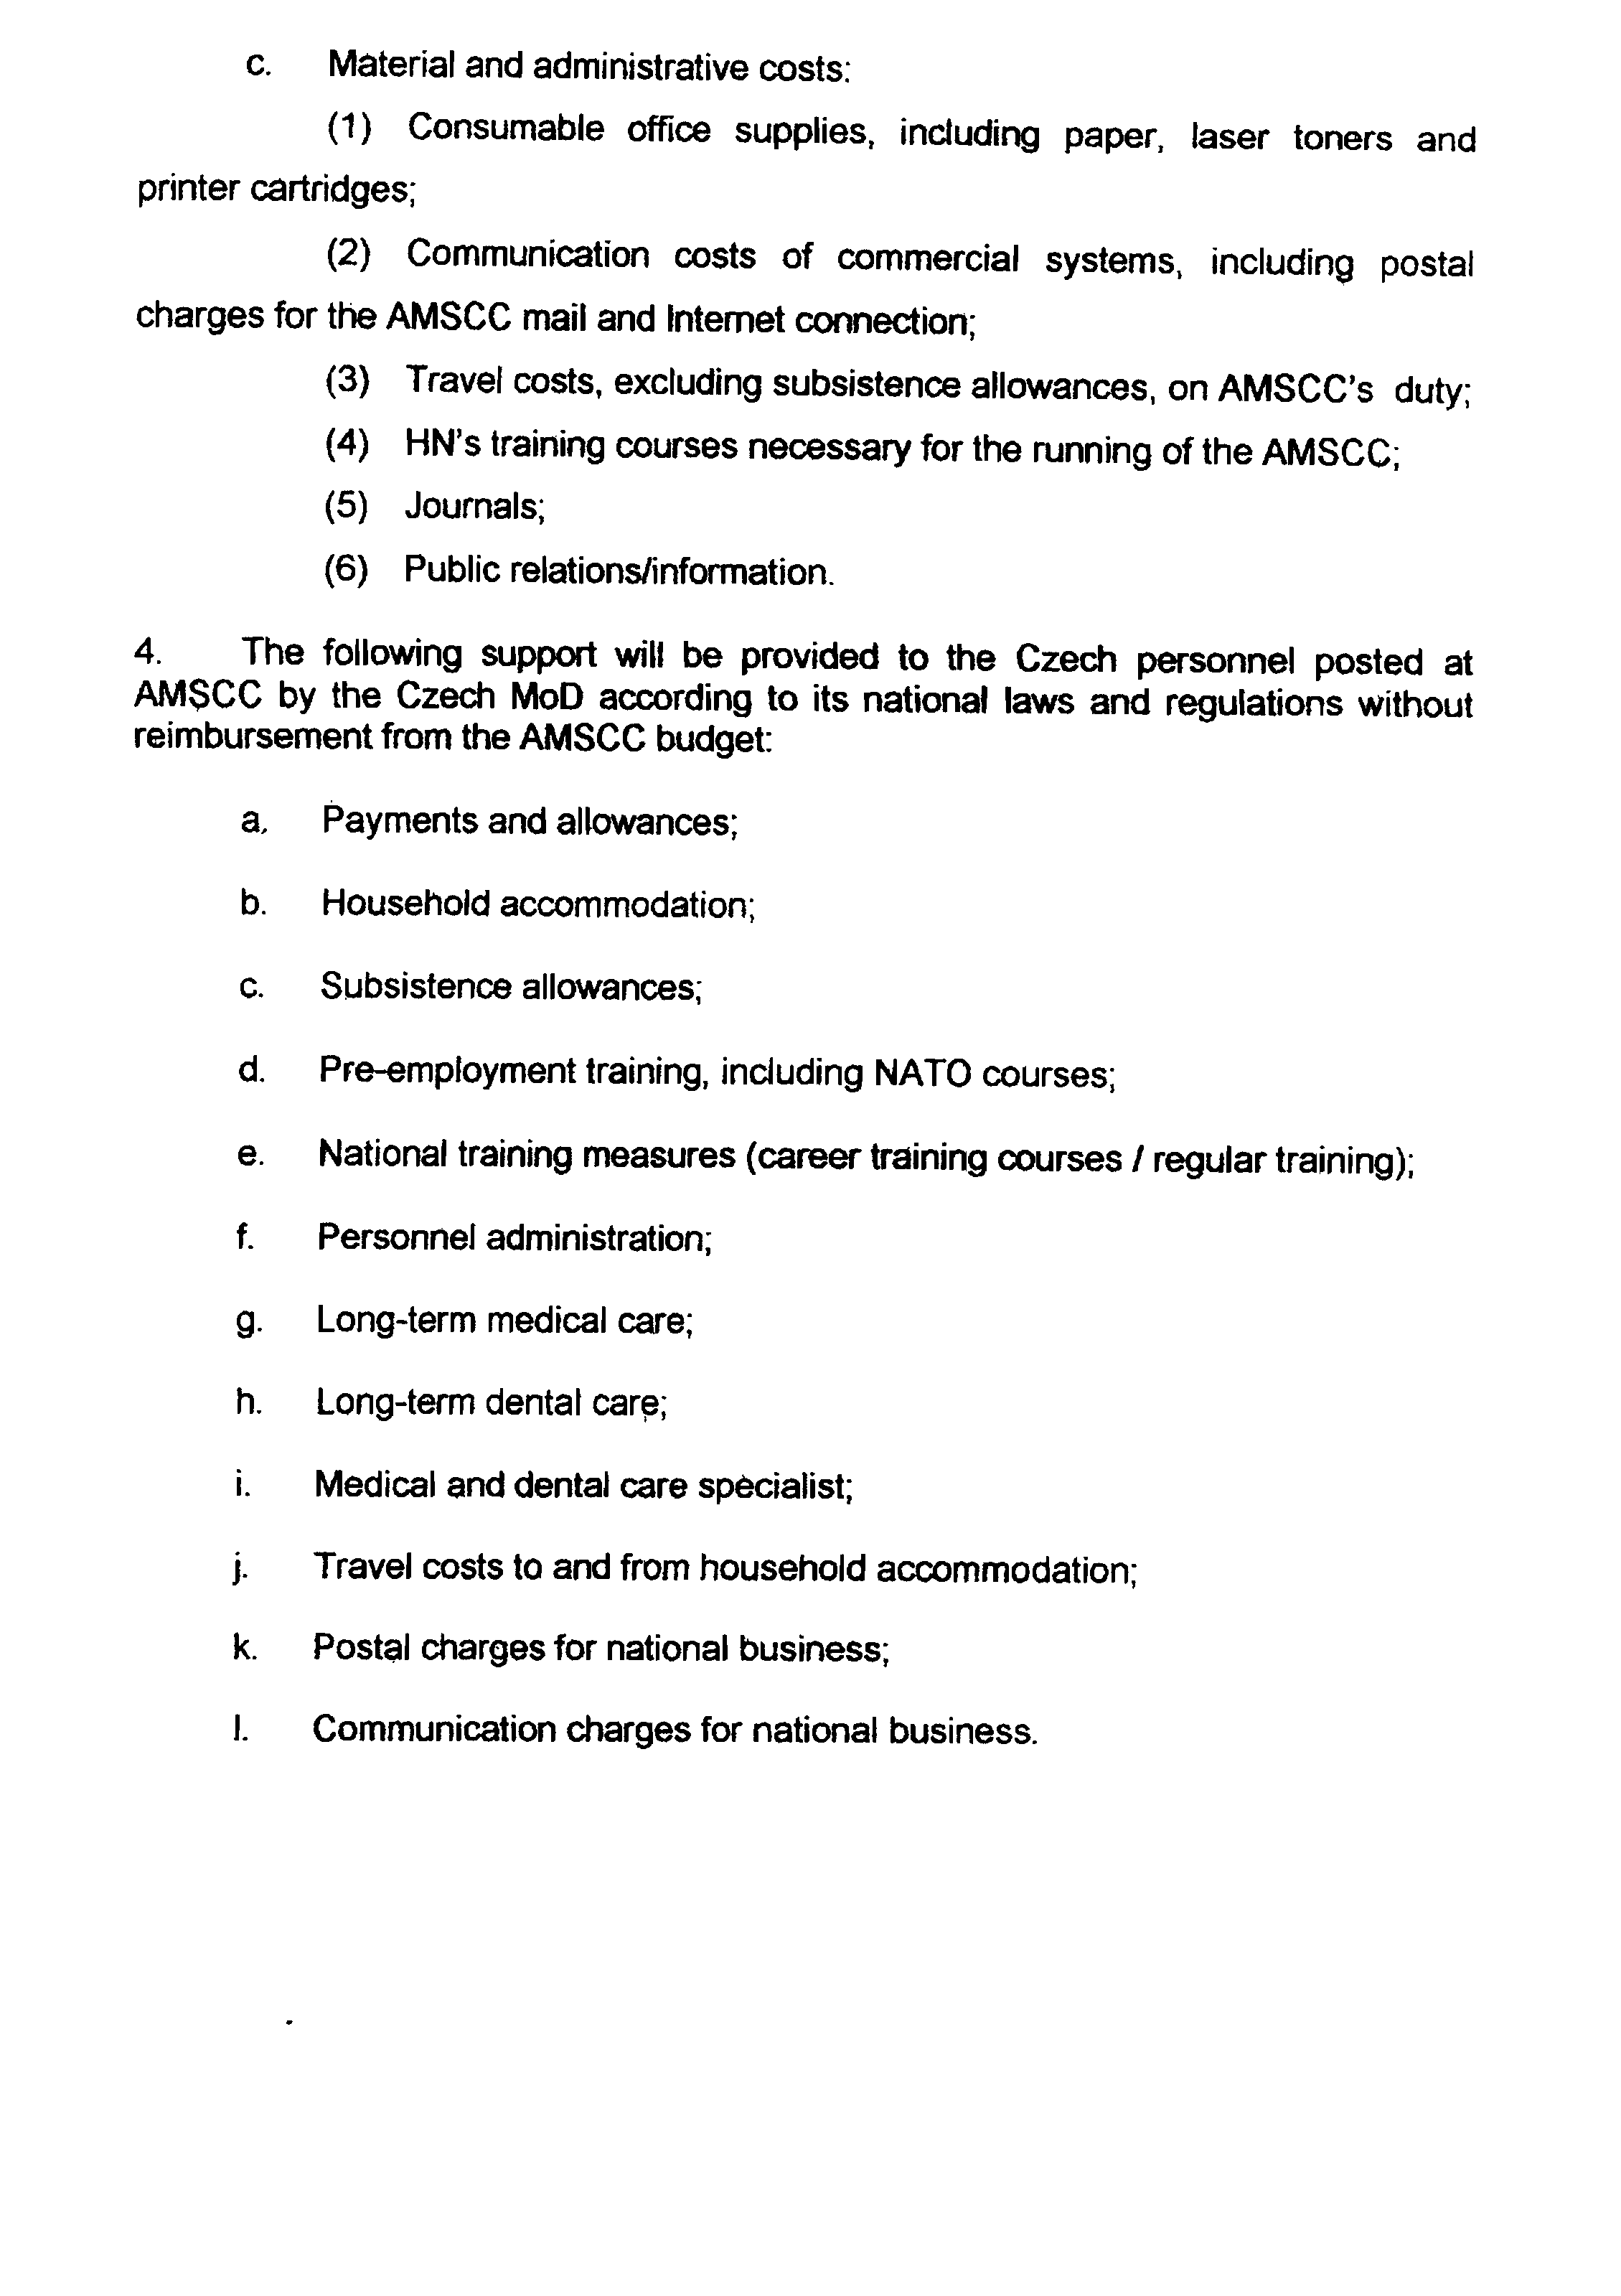 c. Material and administrative costs:
(1) Consumable office supplies, including paper, laser toners and
printer cartridges;
(2) Communication costs of commercial systems, including postal
charges for the AMSCC mail and Internet connection;
(3) Travel costs, excluding subsistence allowances, on AMSCC's duty;
(4) HN's training courses necessary for the running of the AMSCC;
(5) Journals;
(6) Public relations/information.
4. The following support will be provided to the Czech personnel posted at
AMSCC by the Czech MoD according to its national laws and regulations without
reimbursement from the AMSCC budget:
a. Payments and allowances;
b. Household accommodation;
c. Subsistence allowances;
d. Pre-employment training, including NATO courses;
e. National training measures (career training courses / regular training);
f. Personnel administration;
g. Long-term medical care;
h. Long-term dental care;
i. Medical and dental care specialist;
j. Travel costs to and from household accommodation;
k. Postal charges for national business;
l. Communication charges for national business.